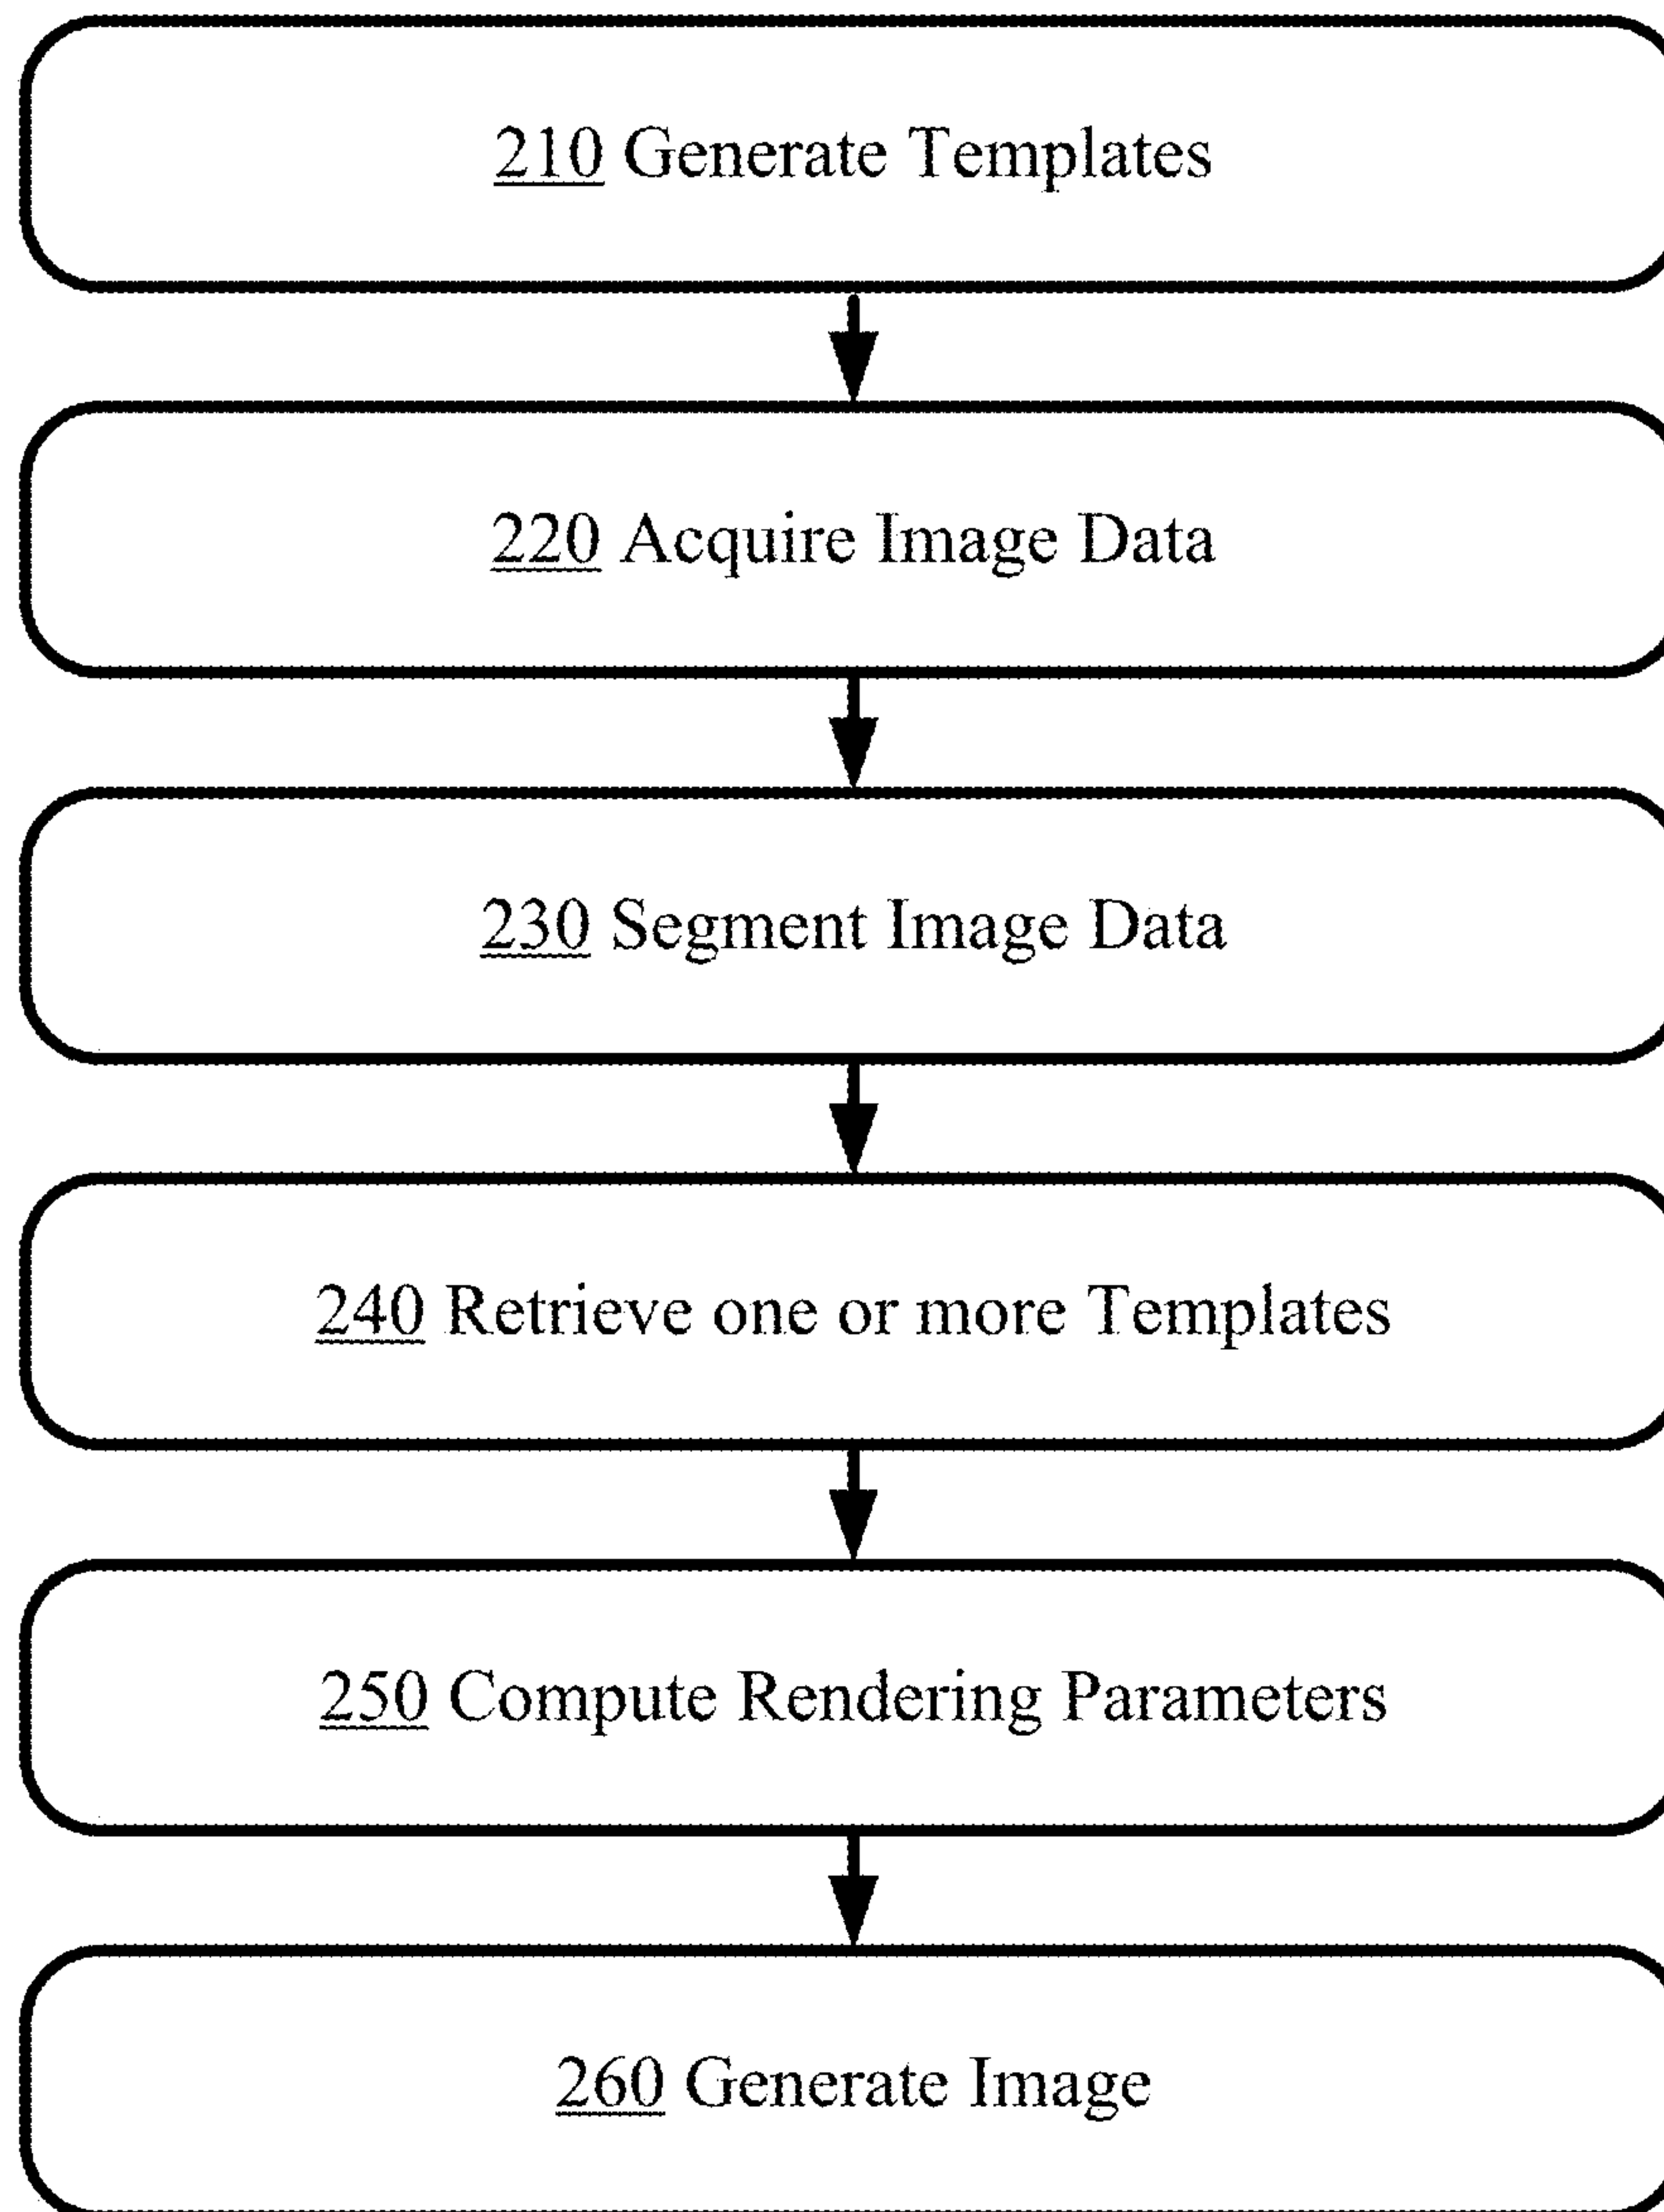 210 Generate Templates
220 Acquire Image Data
230 Segment Image Data
240 Retrieve one or more Templates
250 Compute Rendering Parameters
260 Generate Image